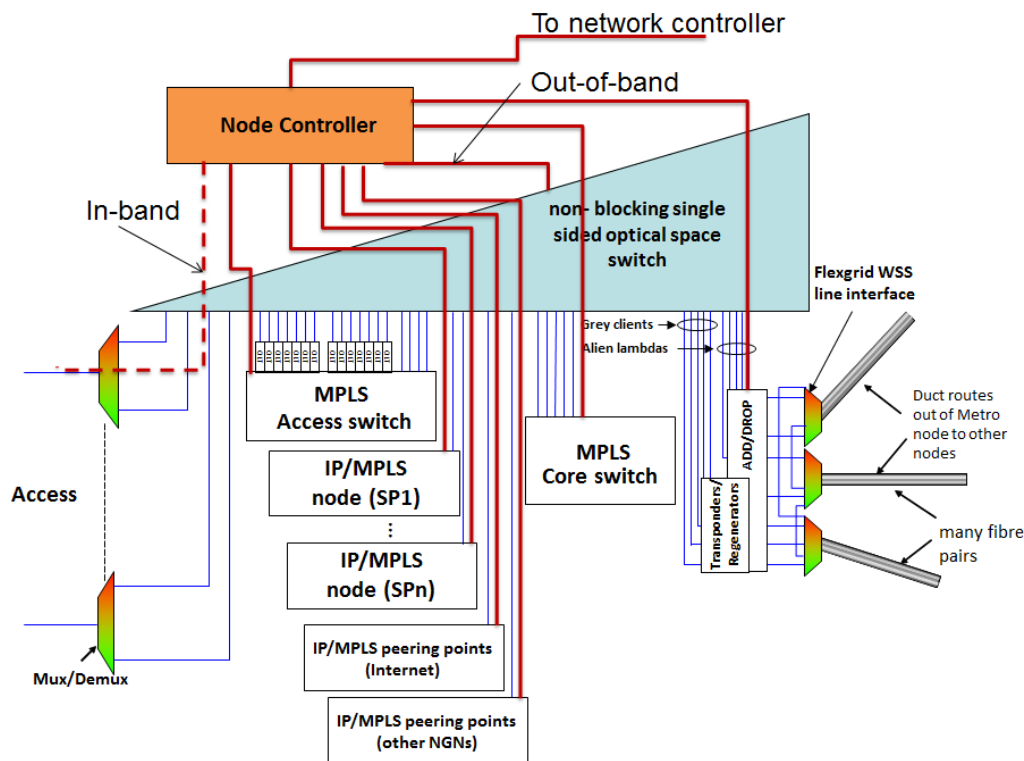 To network controller
Out-of-band
Node Controller
In-band
non- blocking single
sided optical space
switch
Flexgrid WSS
line interface
Grey clients
Alien lambdas
MPLS
Access switch
IP/MPLS
node (SP1)
...
IP/MPLS
node (SPn)
IP/MPLS peering points
(Internet)
IP/MPLS peering points
(other NGNs)
MPLS
Core switch
ADD/DROP
Transponders/
Regenerators
Duct routes
out of Metro
node to other
nodes
many fibre
pairs
Access
Mux/Demux